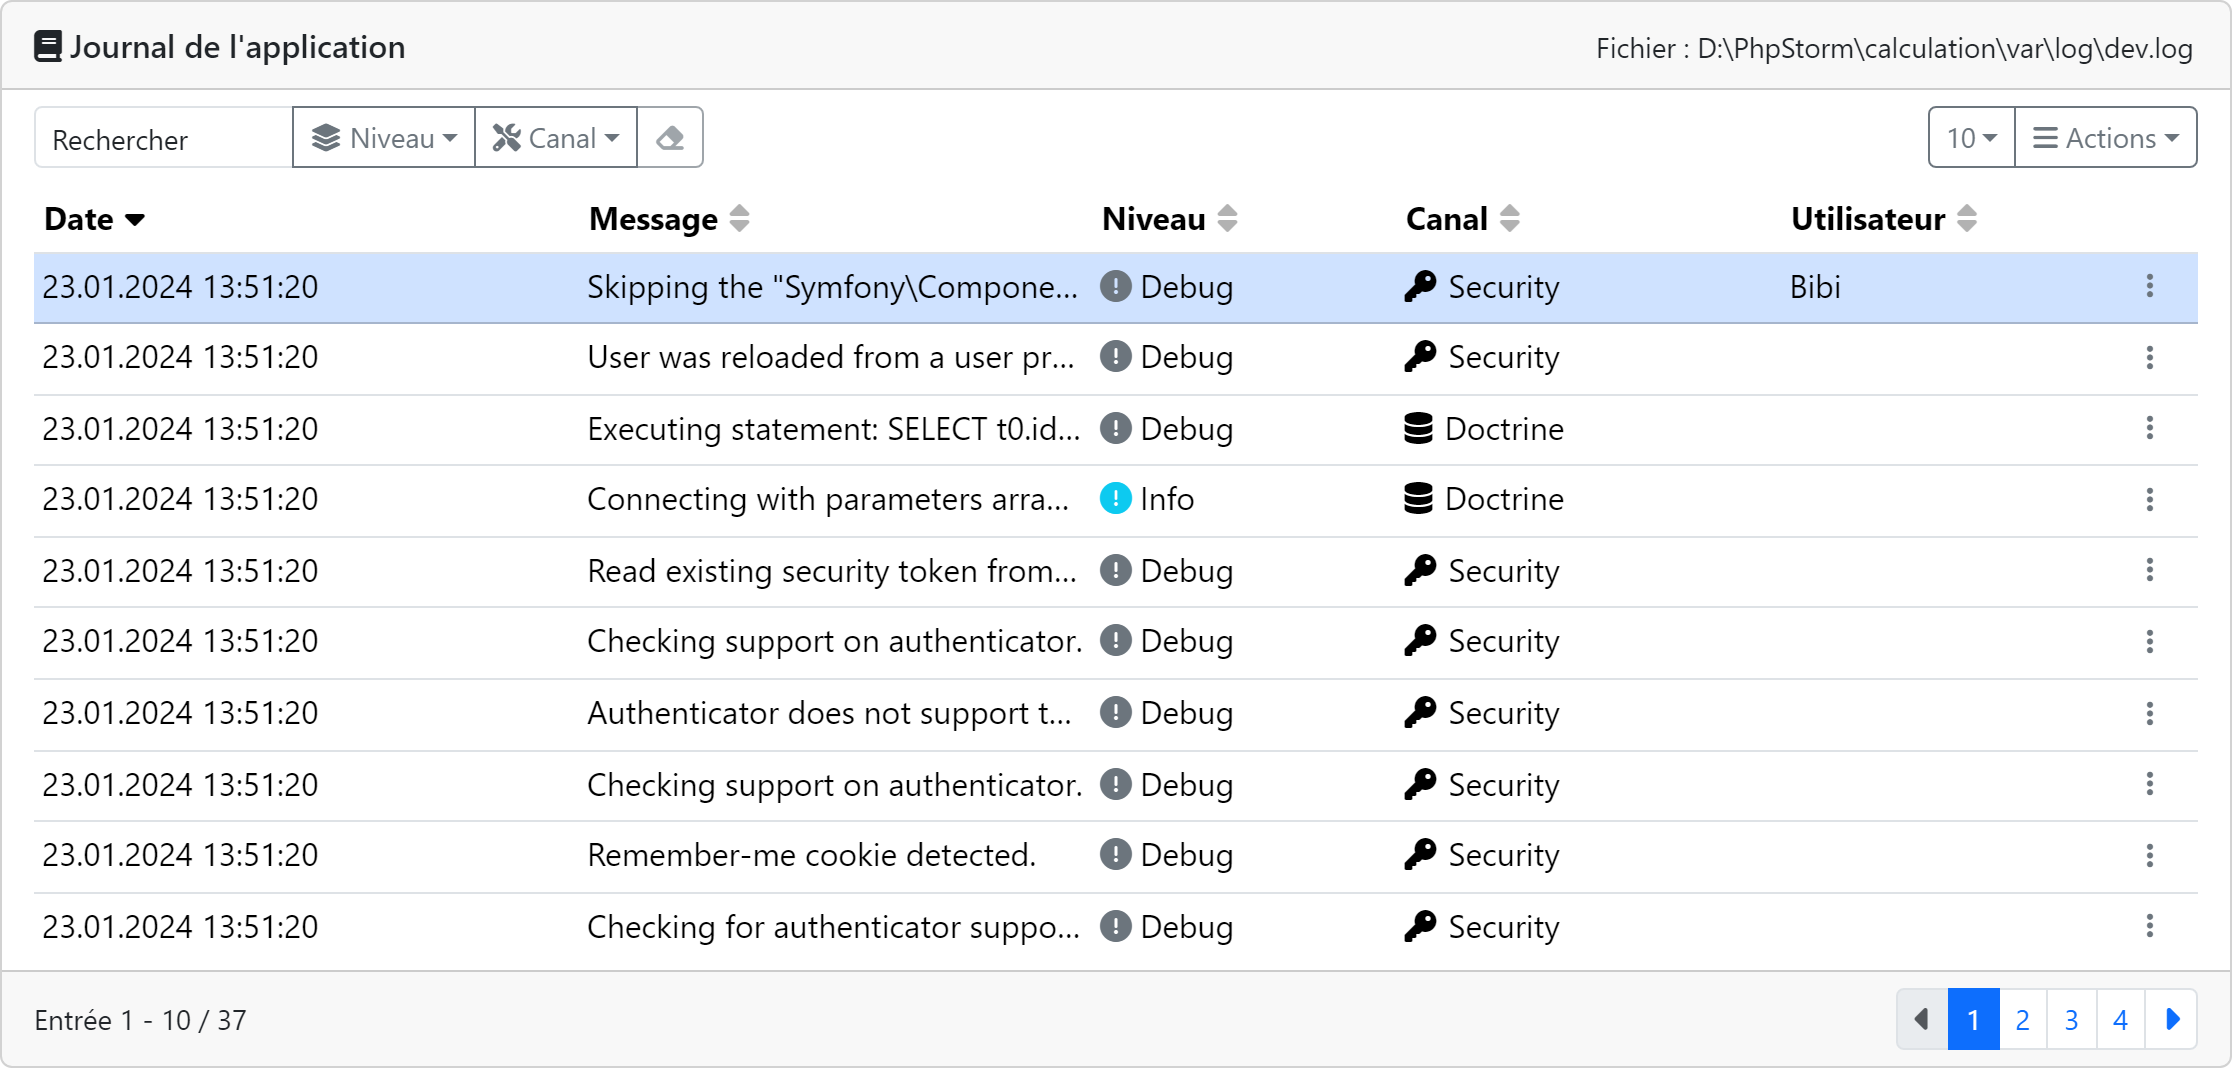 Journal de l'application Fichier : D:\PhpStorm\calculation\var\log\dev.log
Rechercher Niveau Canal 10 Actions
Date Message Niveau Canal Utilisateur
23.01.2024 13:51:20 Skipping the "Symfony\Compone... Debug Security Bibi
23.01.2024 13:51:20 User was reloaded from a user pr... Debug Security
23.01.2024 13:51:20 Executing statement: SELECT t0.id... Debug Doctrine
23.01.2024 13:51:20 Connecting with parameters arra... Info Doctrine
23.01.2024 13:51:20 Read existing security token from... Debug Security
23.01.2024 13:51:20 Checking support on authenticator. Debug Security
23.01.2024 13:51:20 Authenticator does not support t... Debug Security
23.01.2024 13:51:20 Checking support on authenticator. Debug Security
23.01.2024 13:51:20 Remember-me cookie detected. Debug Security
23.01.2024 13:51:20 Checking for authenticator suppo... Debug Security
Entrée 1 - 10 / 37 1 2 3 4